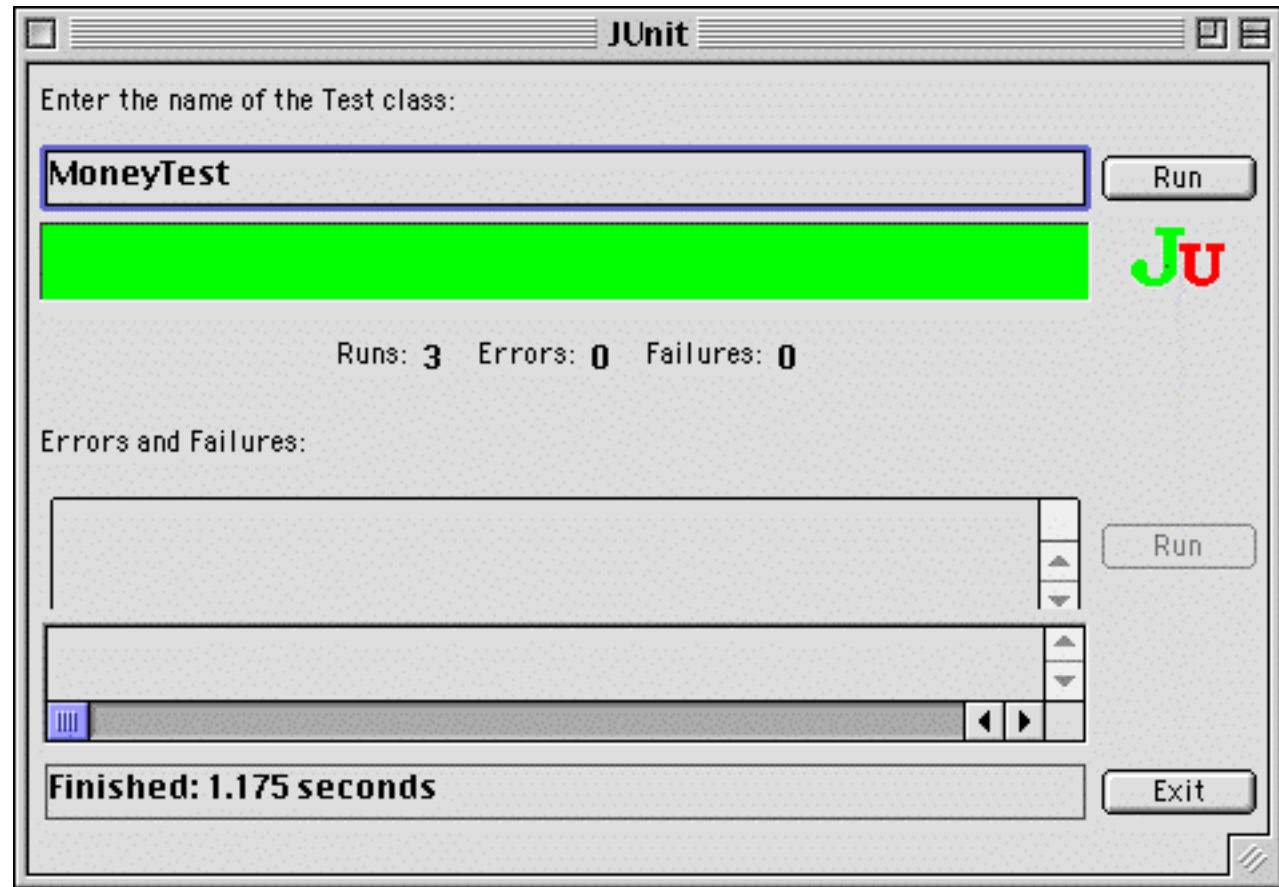 JUnit
Enter the name of the Test class:
MoneyTest
Run
JU
Runs: 3 Errors: 0 Failures: 0
Errors and Failures:
Run
Finished: 1.175 seconds
Exit